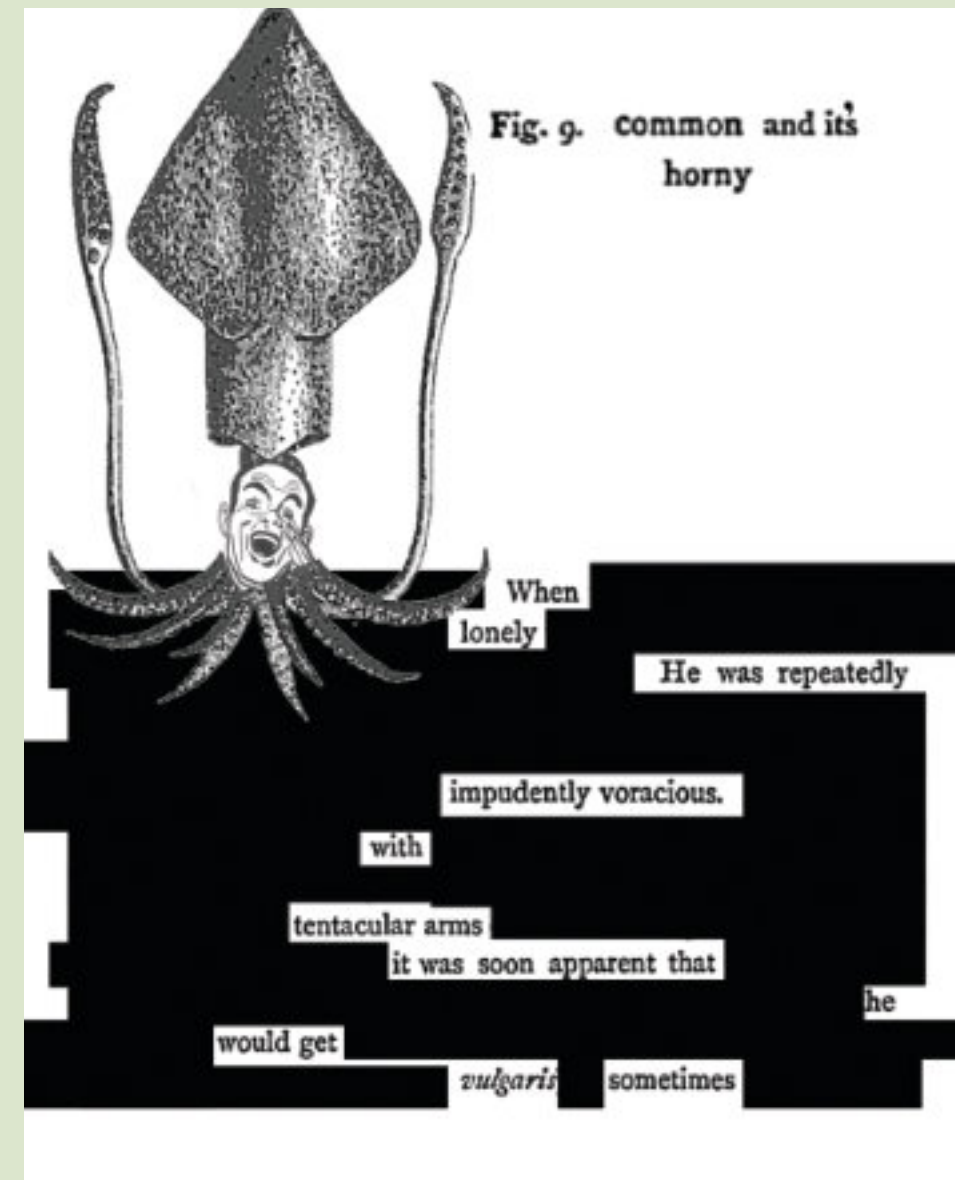 Fig. 9. common and it's
horny
When
lonely
He was repeatedly
impudently voracious.
with
tentacular arms
it was soon apparent that
he
would get
vulgaris sometimes